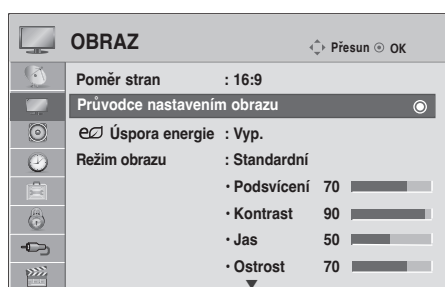 OBRAZ
Přesun OK
Poměr stran : 16:9
Průvodce nastavením obrazu
Úspora energie : Vyp.
Režim obrazu : Standardní
• Podsvícení 70
• Kontrast 90
• Jas 50
• Ostrost 70